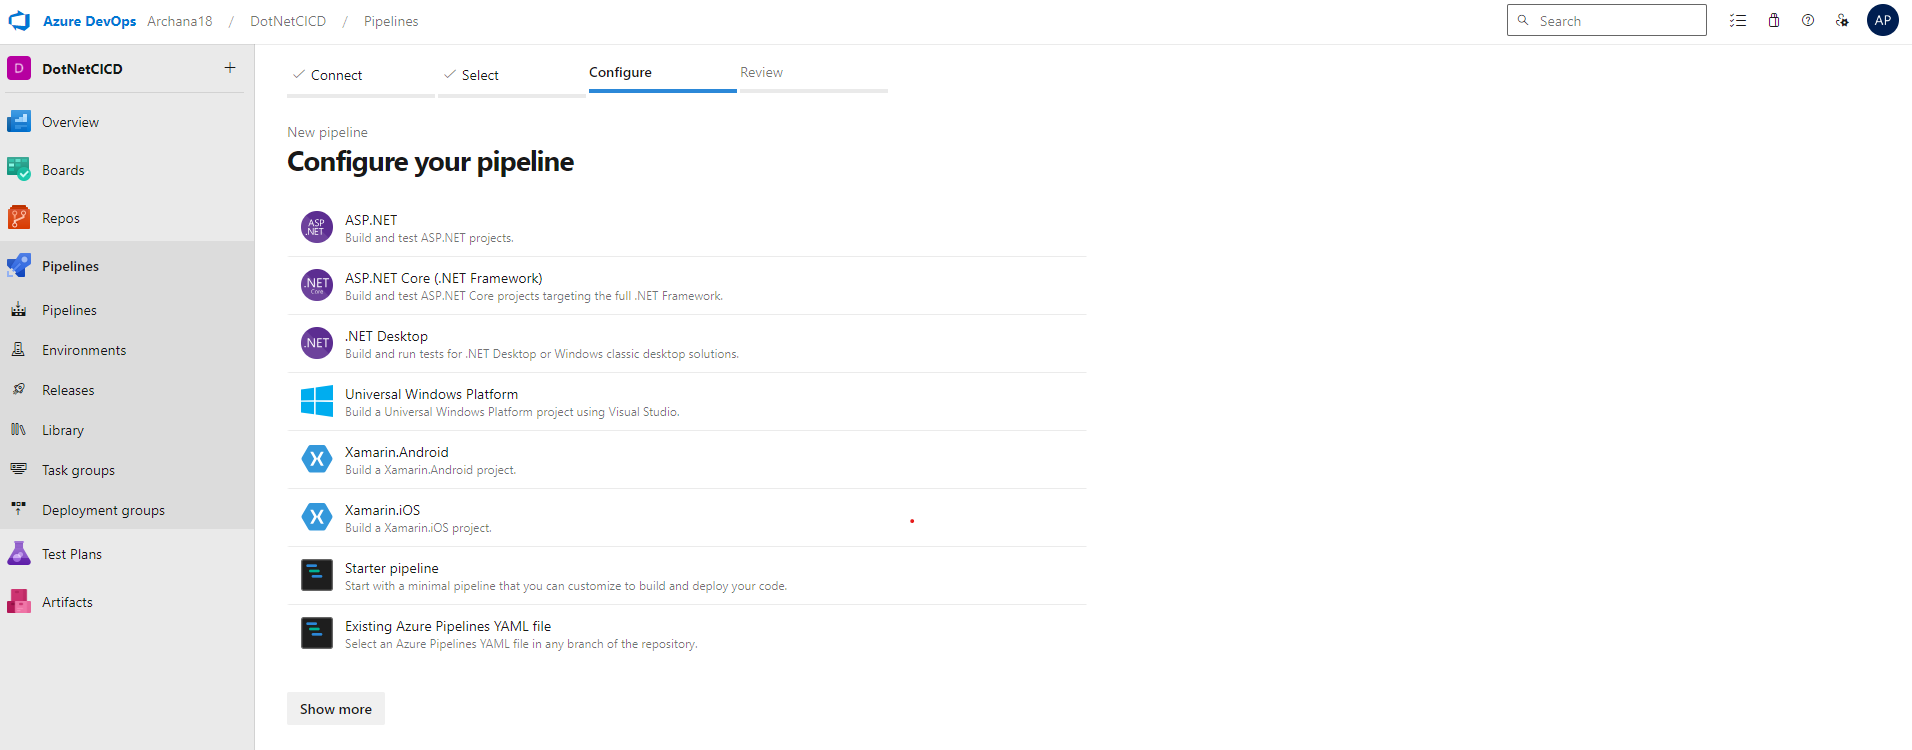 Azure DevOps Archana18 / DotNetCICD / Pipelines
Search
AP
D DotNetCICD +
Overview
Boards
Repos
Pipelines
Pipelines
Environments
Releases
Library
Task groups
Deployment groups
Test Plans
Artifacts
Connect
Select
Configure
Review
New pipeline
Configure your pipeline
ASP
.NET
ASP.NET
Build and test ASP.NET projects.
.NET
Core
ASP.NET Core (.NET Framework)
Build and test ASP.NET Core projects targeting the full .NET Framework.
.NET
.NET Desktop
Build and run tests for .NET Desktop or Windows classic desktop solutions.
Universal Windows Platform
Build a Universal Windows Platform project using Visual Studio.
Xamarin.Android
Build a Xamarin.Android project.
Xamarin.iOS
Build a Xamarin.iOS project.
Starter pipeline
Start with a minimal pipeline that you can customize to build and deploy your code.
Existing Azure Pipelines YAML file
Select an Azure Pipelines YAML file in any branch of the repository.
Show more